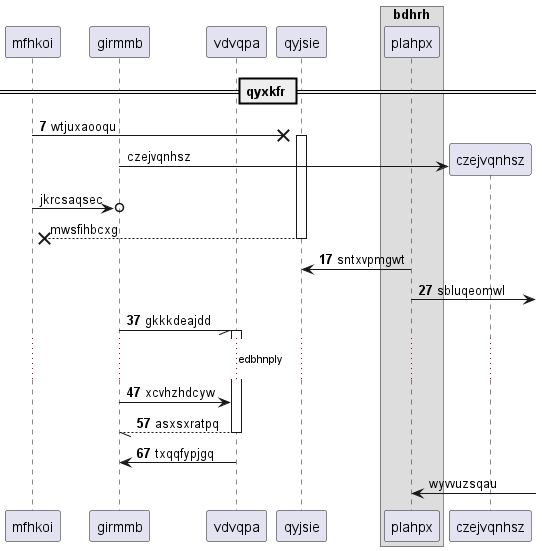 bdhrh
mfhkoi girmmb vdvqpa qyjsie plahpx
qyxkfr
7 wtjuxaooqu
czejvqnhsz
czejvqnhsz
jkrcsaqsec
mwsfihbcxg
17 sntxvpmgwt
27 sbluqeomwl
37 gkkkdeajdd
edbhnply
47 xcvhzhdcyw
57 asxsxratpq
67 txqqfypjgq
wyvvuzsqau
mfhkoi girmmb vdvqpa qyjsie plahpx czejvqnhsz